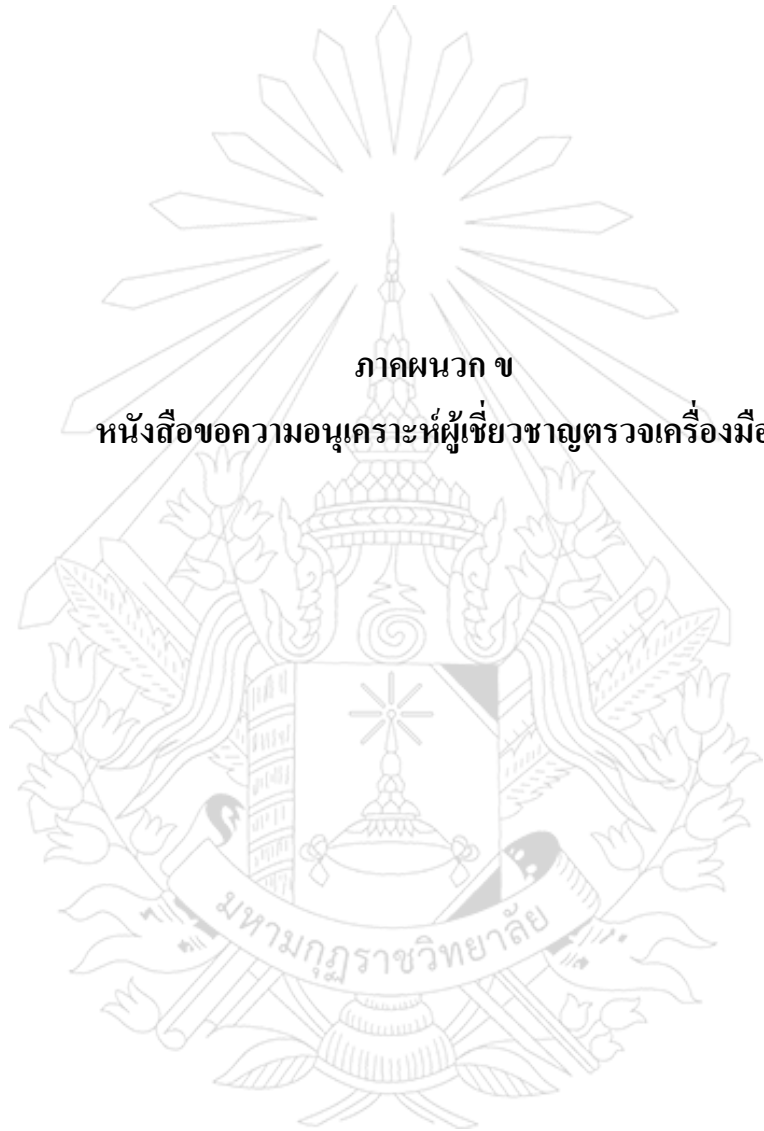 ภาคผนวก ข
หนังสือขอความอนุเคราะห์ผู้เชี่ยวชาญตรวจเครื่องมือ
มหามกุฏราชวิทยาลัย